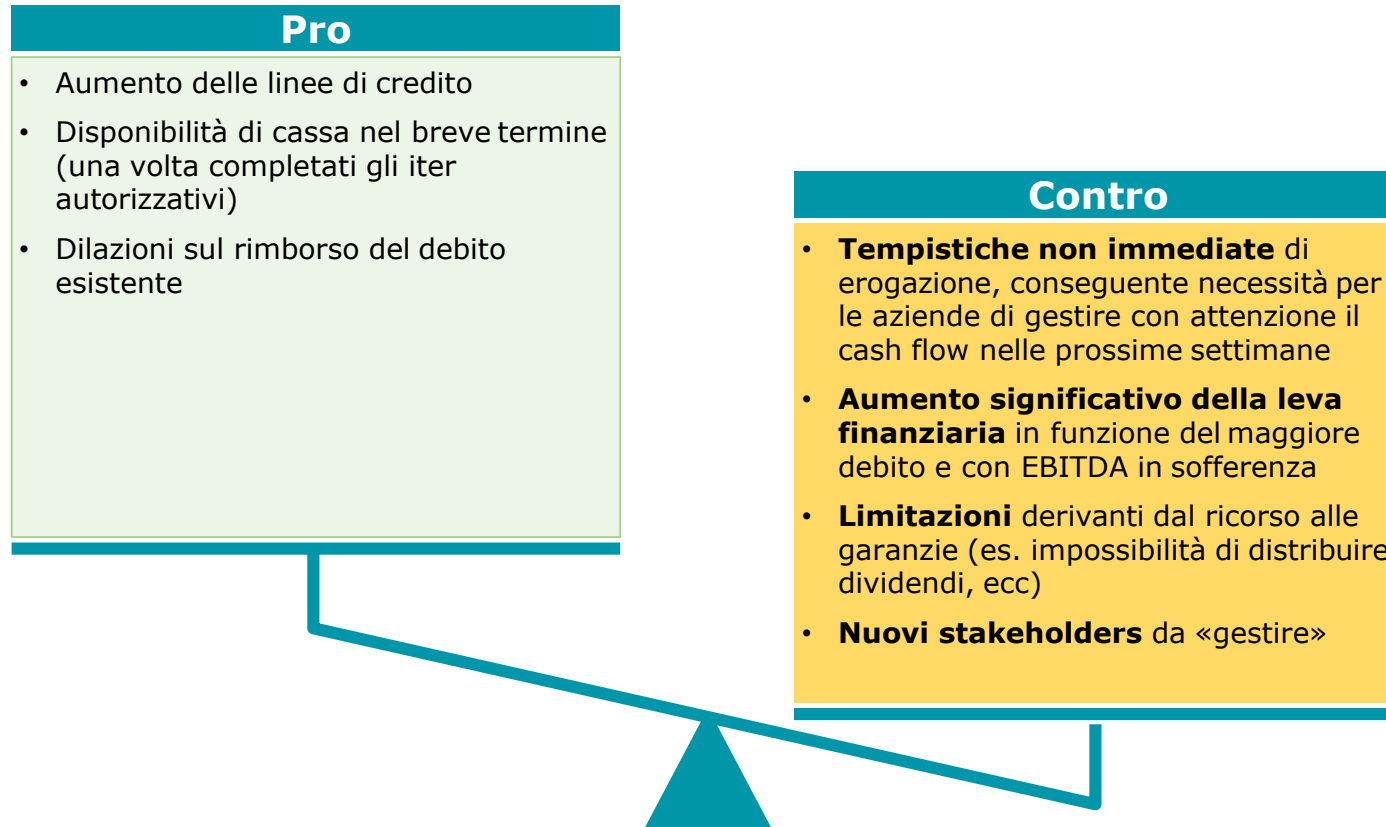 Pro
• Aumento delle linee di credito
• Disponibilità di cassa nel breve termine
(una volta completati gli iter
autorizzativi)
• Dilazioni sul rimborso del debito
esistente
Contro
• Tempistiche non immediate di
erogazione, conseguente necessità per
le aziende di gestire con attenzione il
cash flow nelle prossime settimane
• Aumento significativo della leva
finanziaria in funzione del maggiore
debito e con EBITDA in sofferenza
• Limitazioni derivanti dal ricorso alle
garanzie (es. impossibilità di distribuire
dividendi, ecc)
• Nuovi stakeholders da «gestire»